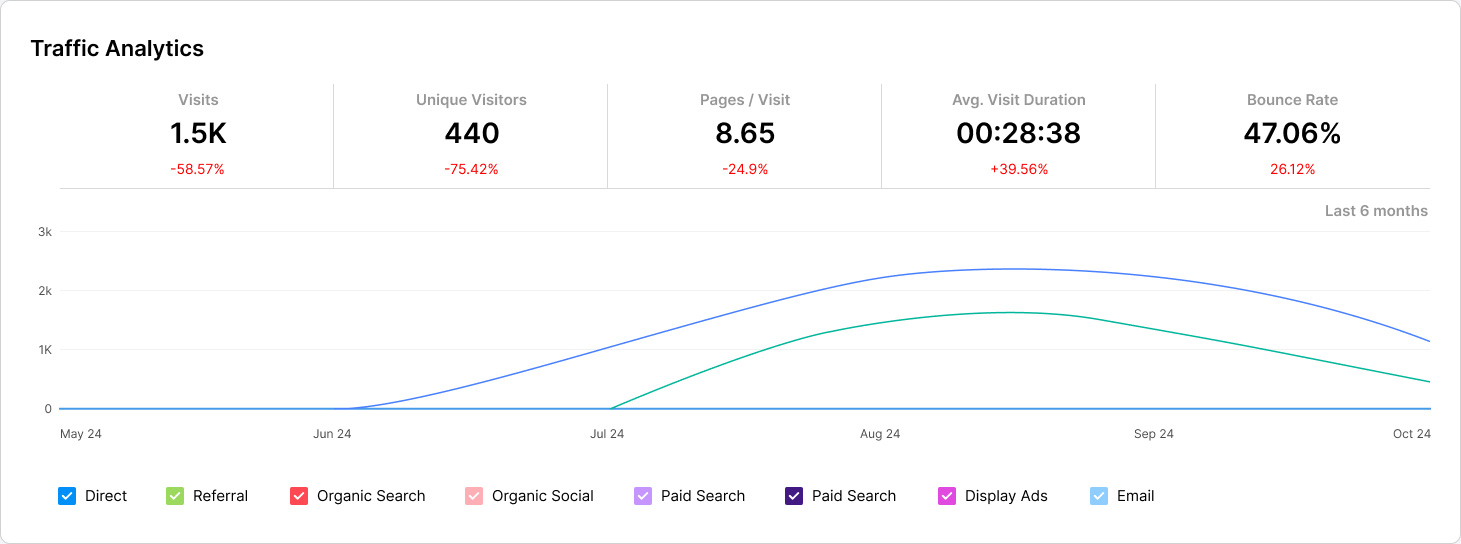 Traffic Analytics
Visits Unique Visitors Pages / Visit Avg. Visit Duration Bounce Rate
1.5K 440 8.65 00:28:38 47.06%
-58.57% -75.42% -24.9% +39.56% 26.12%
Last 6 months
3k
2k
1K
0
May 24 Jun 24 Jul 24 Aug 24 Sep 24 Oct 24
Direct Referral Organic Search Organic Social Paid Search Paid Search Display Ads Email